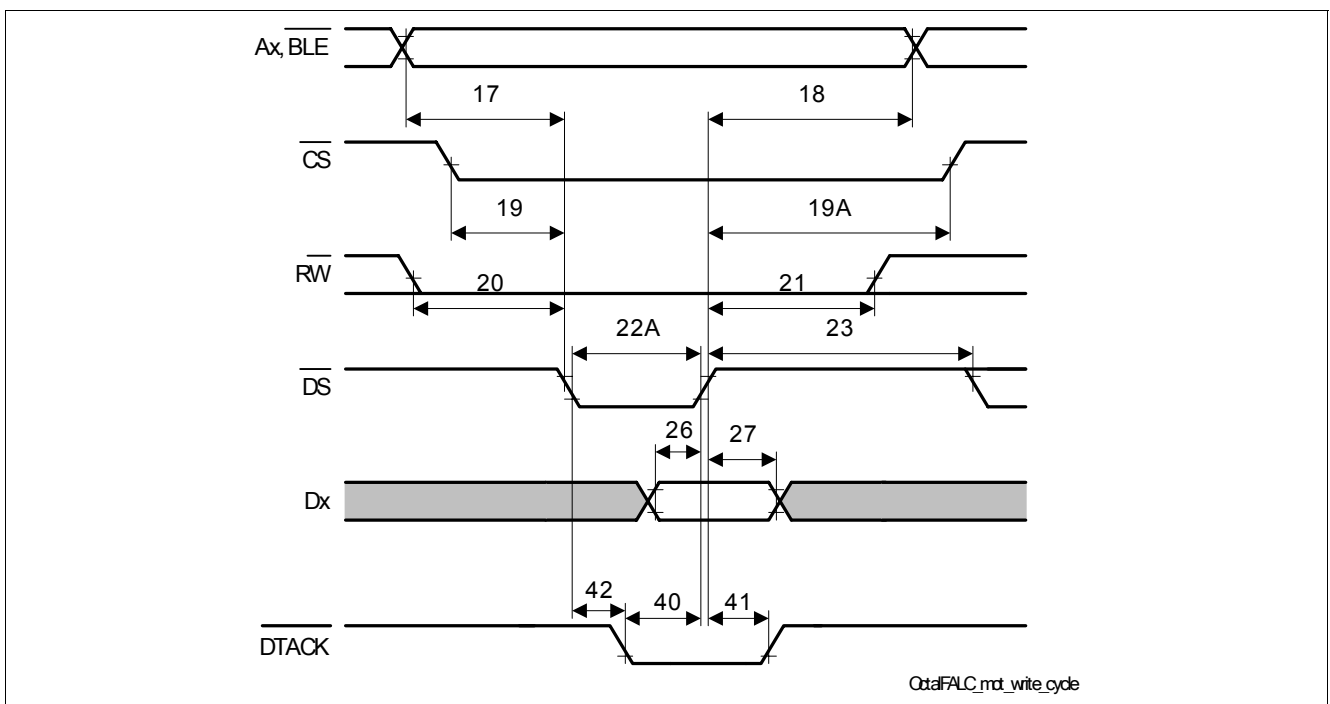 Ax, BLE
17
18
CS
19
19A
RW
20
21
22A
23
DS
26
27
Dx
42
40
41
DTACK
OctalFALC_mot_write_cycle